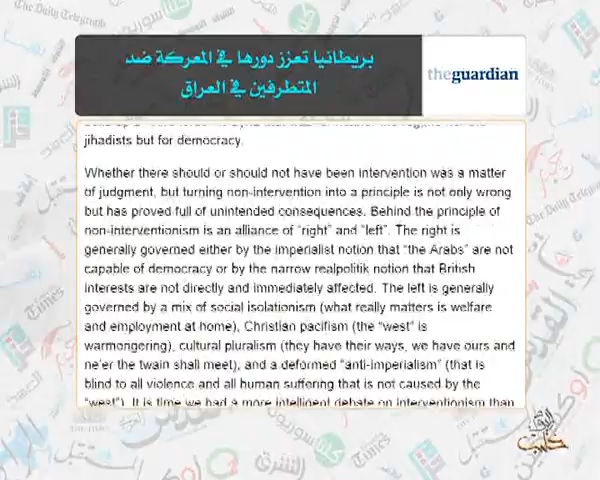 بريطانيا تعزز دورها في المعركة ضد
المتطرفين في العراق
theguardian
jihadists but for democracy.
Whether there should or should not have been intervention was a matter
of judgment, but turning non-intervention into a principle is not only wrong
but has proved full of unintended consequences. Behind the principle of
non-interventionism is an alliance of "right" and "left". The right is
generally governed either by the imperialist notion that "the Arabs" are not
capable of democracy or by the narrow realpolitik notion that British
interests are not directly and immediately affected. The left is generally
governed by a mix of social isolationism (what really matters is welfare
and employment at home), Christian pacifism (the "west" is
warmongering), cultural pluralism (they have their ways, we have ours and
ne'er the twain shall meet), and a deformed "anti-imperialism" (that is
blind to all violence and all human suffering that is not caused by the
"west"). It is time we had a more intelligent debate on interventionism than